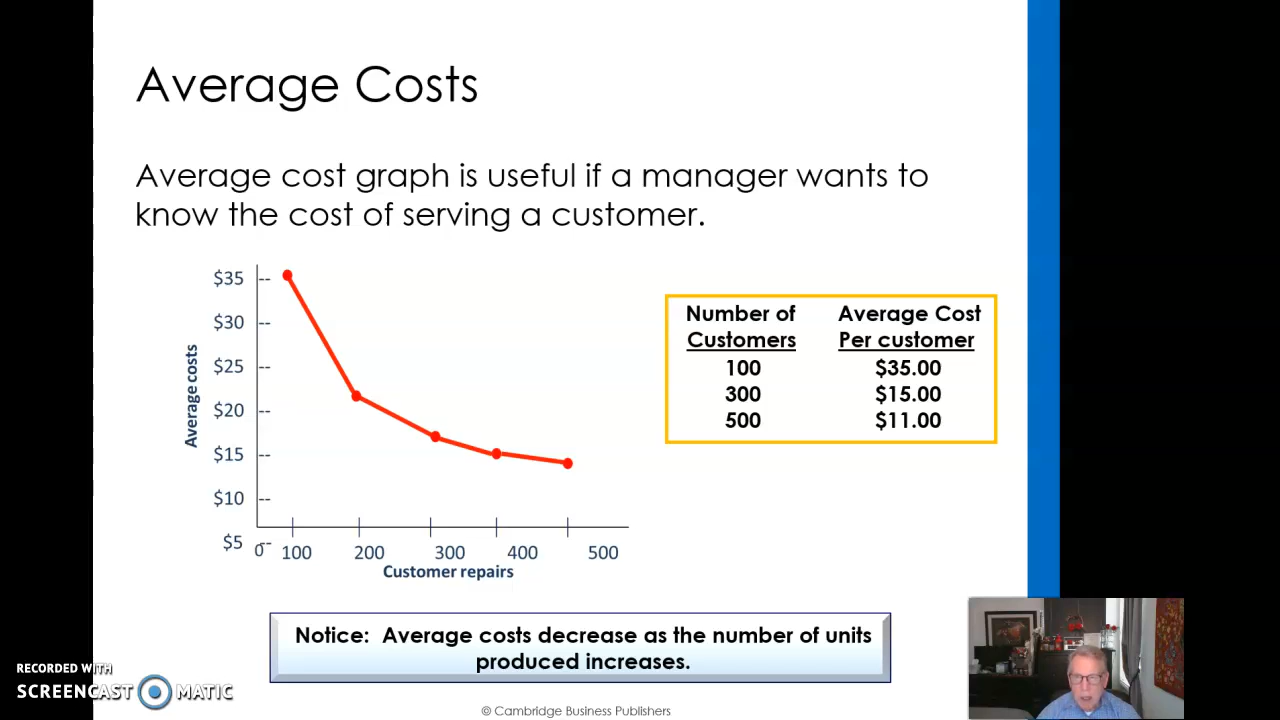 Average Costs
Average cost graph is useful if a manager wants to
know the cost of serving a customer.
$35 --
$30 --
$25 --
$20 --
$15 --
$10 --
$5 --
Average costs
0 100 200 300 400 500
Customer repairs
Number of Average Cost
Customers Per customer
100 $35.00
300 $15.00
500 $11.00
Notice: Average costs decrease as the number of units
produced increases.
RECORDED WITH
SCREENCAST MATIC
© Cambridge Business Publishers